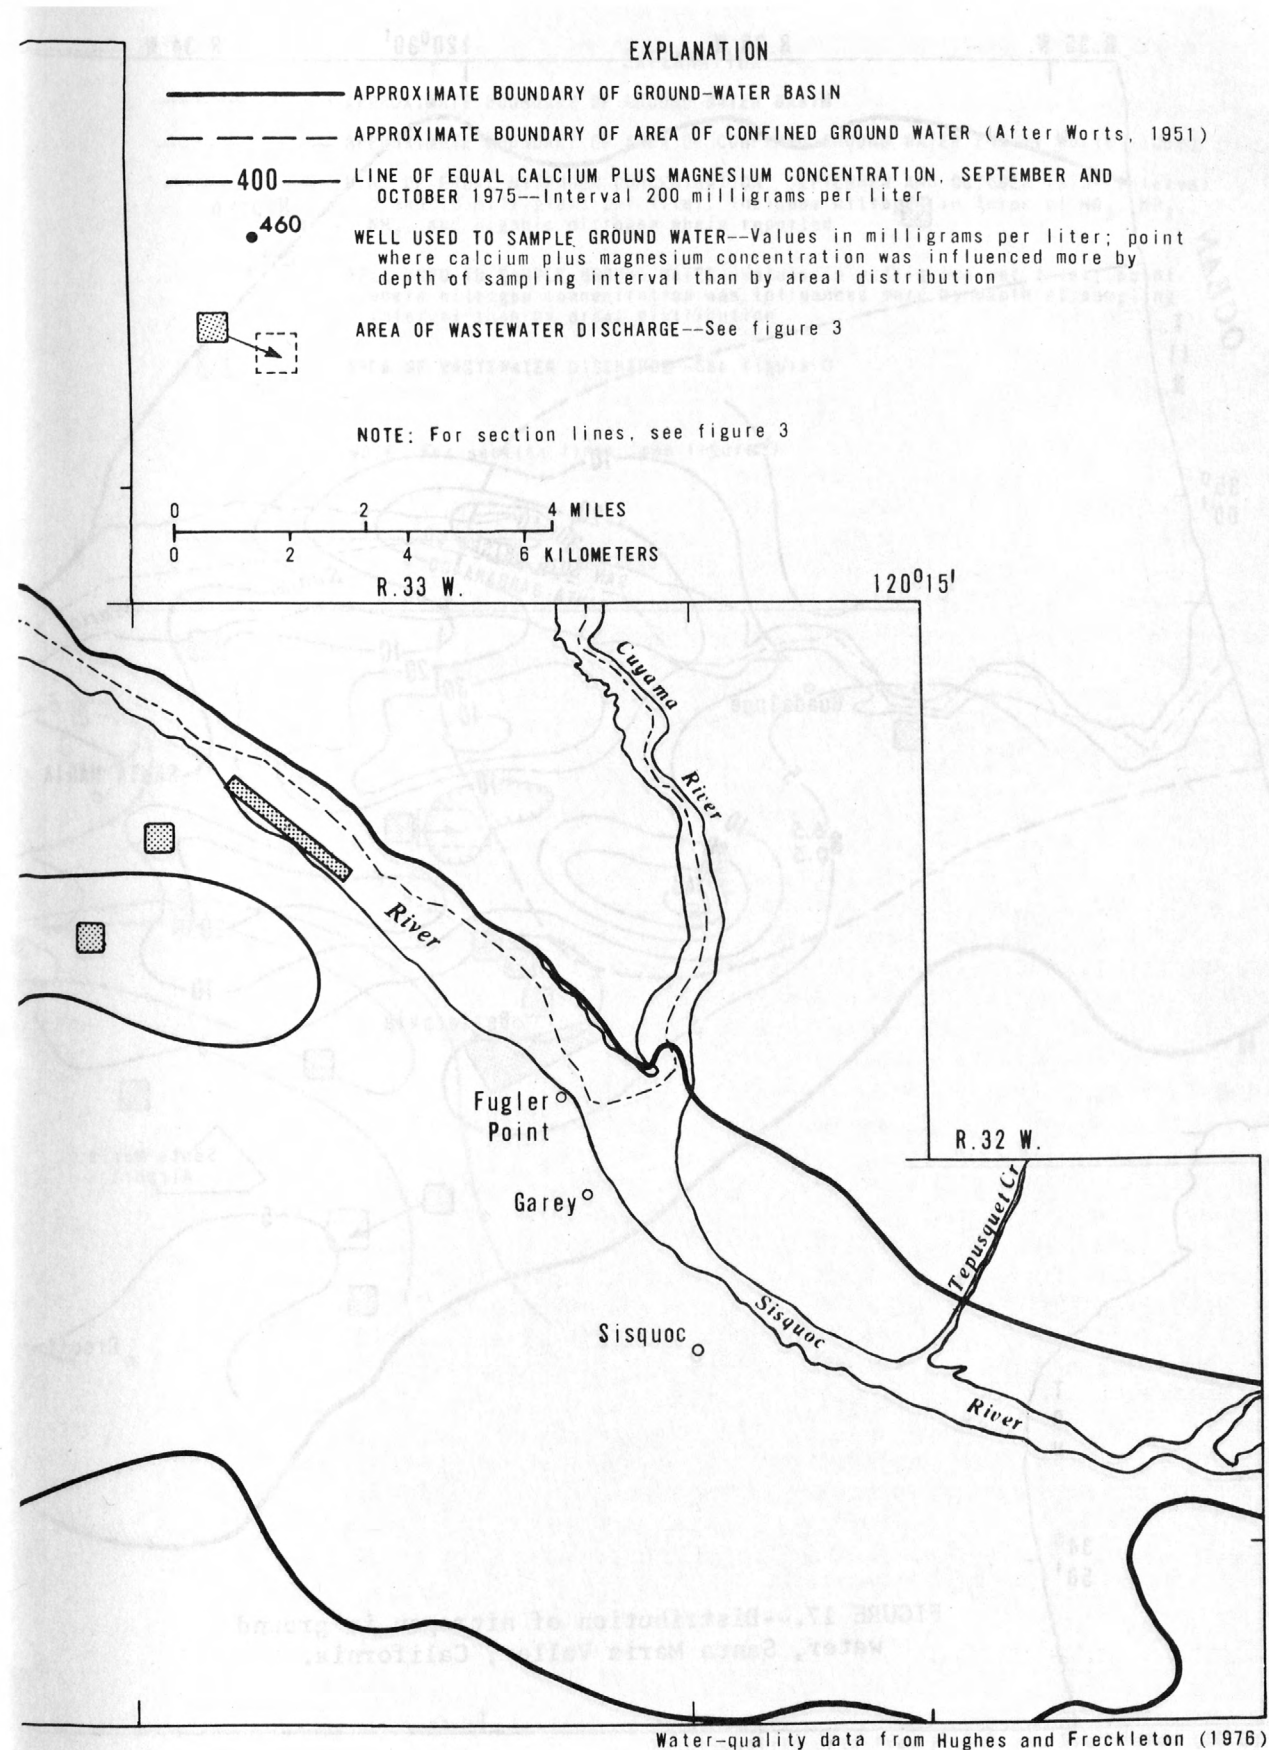 EXPLANATION
APPROXIMATE BOUNDARY OF GROUND-WATER BASIN
APPROXIMATE BOUNDARY OF AREA OF CONFINED GROUND WATER (After Worts, 1951)
400
LINE OF EQUAL CALCIUM PLUS MAGNESIUM CONCENTRATION, SEPTEMBER AND
OCTOBER 1975--Interval 200 milligrams per liter
460
WELL USED TO SAMPLE GROUND WATER--Values in milligrams per liter; point
where calcium plus magnesium concentration was influenced more by
depth of sampling interval than by areal distribution
AREA OF WASTEWATER DISCHARGE--See figure 3
NOTE: For section lines, see figure 3
0 2 4 MILES
0 2 4 6 KILOMETERS
R.33 W.
120°15'
Cuyama
River
River
Fugler
Point
Garey
R.32 W.
Tepusquet Cr
Sisquoc
Sisquoc
River
Water-quality data from Hughes and Freckleton (1976)